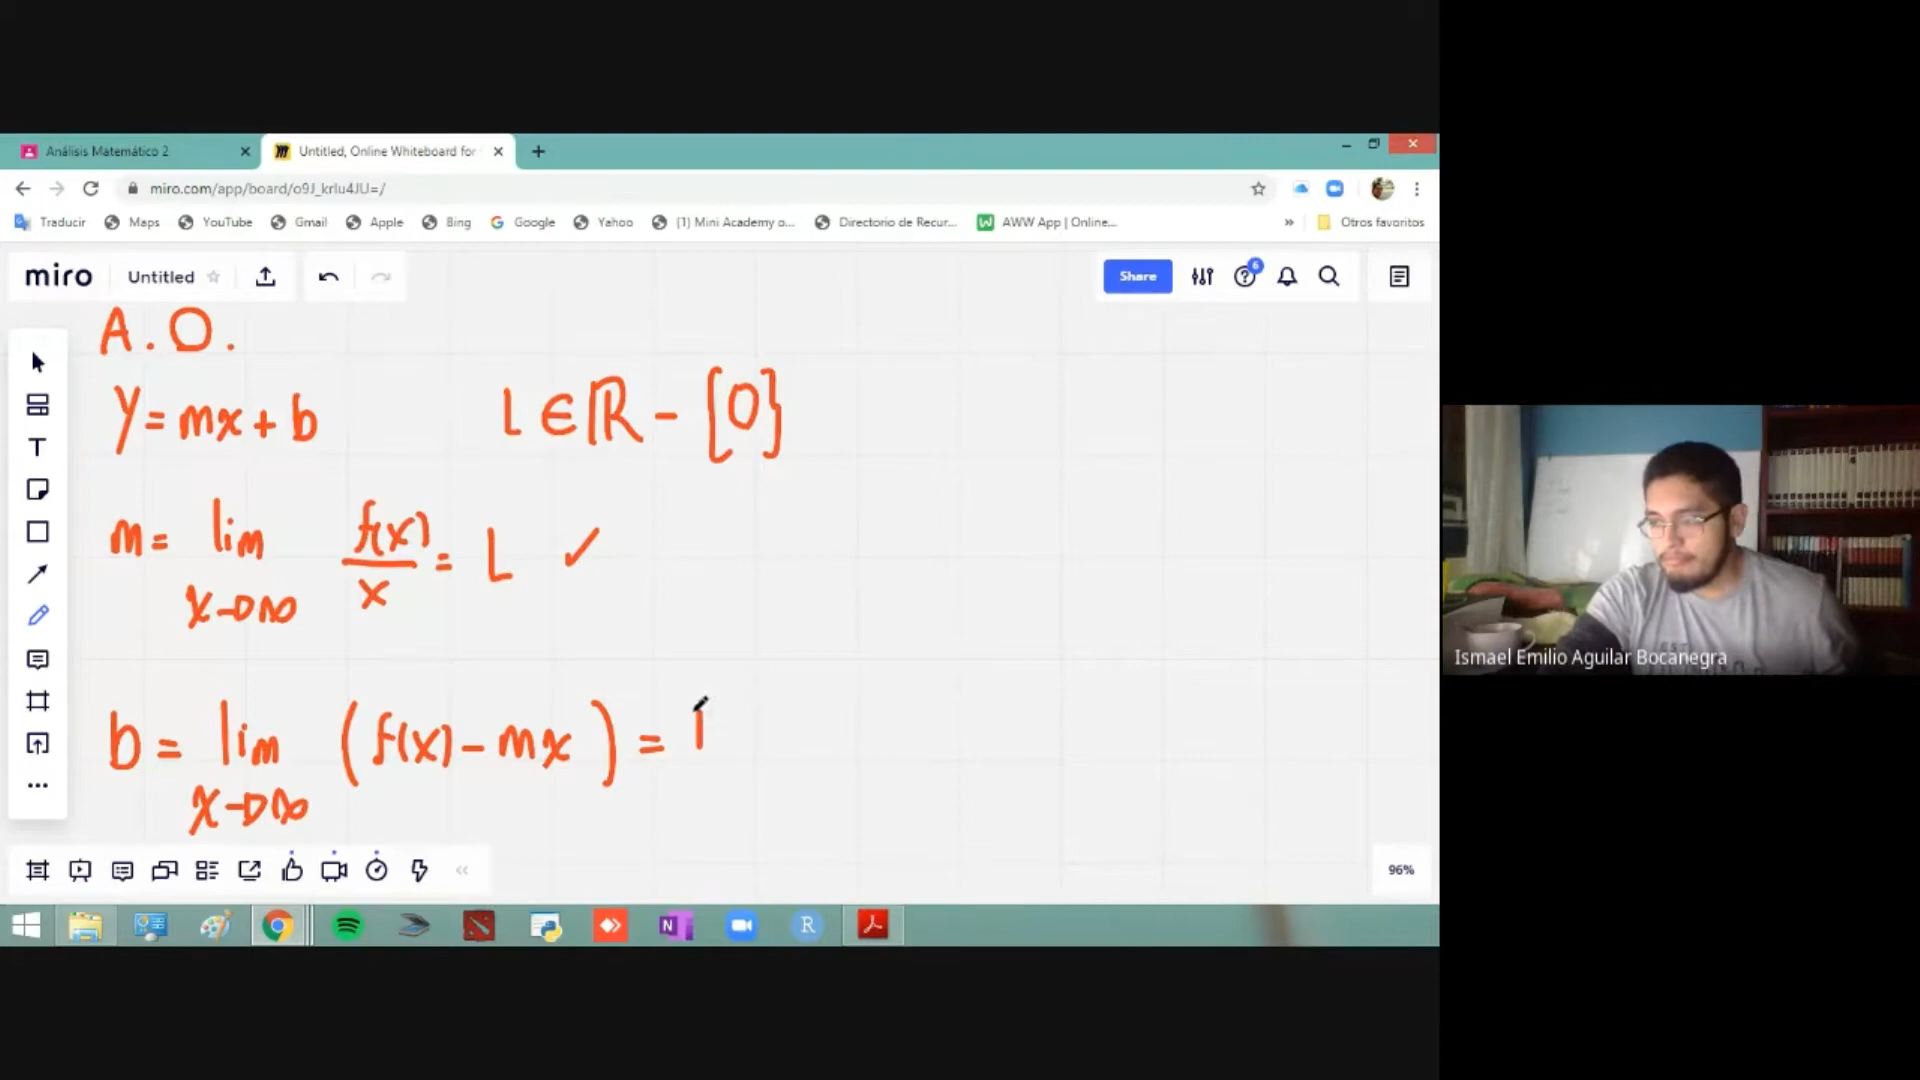 Análisis Matemático 2
Untitled, Online Whiteboard for
miro.com/app/board/o9J_krlu4JU=/
Traducir Maps YouTube Gmail Apple Bing Google Yahoo (1) Mini Academy o... Directorio de Recur... AWW App | Online... » Otros favoritos
miro Untitled Share 6
A.O.
y = mx + b L ∈ ℝ - {0}
m = lim f(x)/x = L ✓
x→∞
b = lim (f(x) - mx) =
x→∞
96%
Ismael Emilio Aguilar Bocanegra